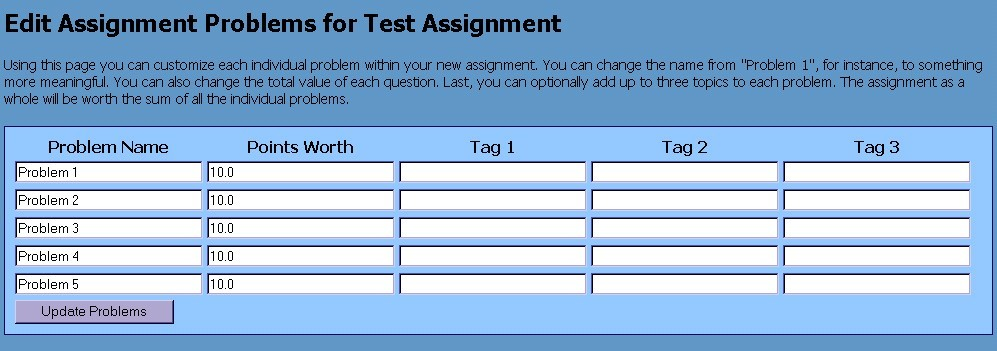 Edit Assignment Problems for Test Assignment
Using this page you can customize each individual problem within your new assignment. You can change the name from "Problem 1", for instance, to something
more meaningful. You can also change the total value of each question. Last, you can optionally add up to three topics to each problem. The assignment as a
whole will be worth the sum of all the individual problems.
Problem Name Points Worth Tag 1 Tag 2 Tag 3
Problem 1 10.0
Problem 2 10.0
Problem 3 10.0
Problem 4 10.0
Problem 5 10.0
Update Problems